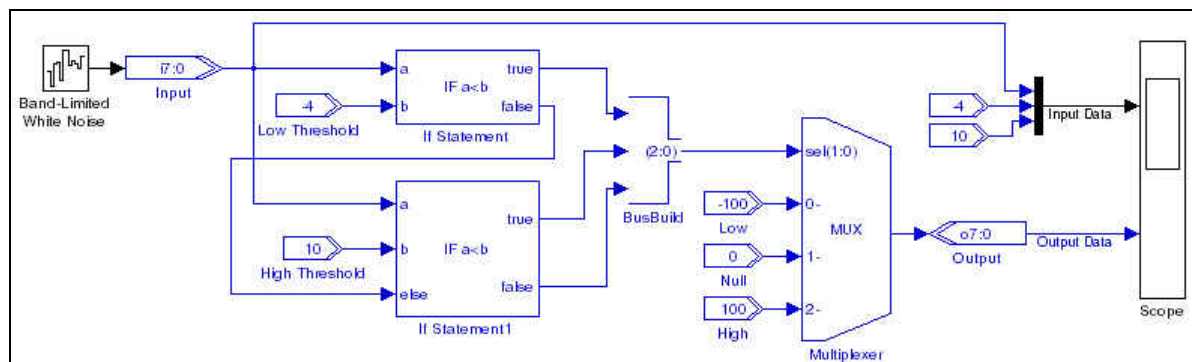 Band-Limited
White Noise
i7:0
Input
-4
Low Threshold
a
b
IF a<b
true
false
If Statement
10
High Threshold
a
b
else
IF a<b
true
false
If Statement1
(2:0)
BusBuild
-100
Low
0
Null
100
High
sel(1:0)
0-
1-
2-
MUX
Multiplexer
o7:0
Output
-4
10
Input Data
Output Data
Scope